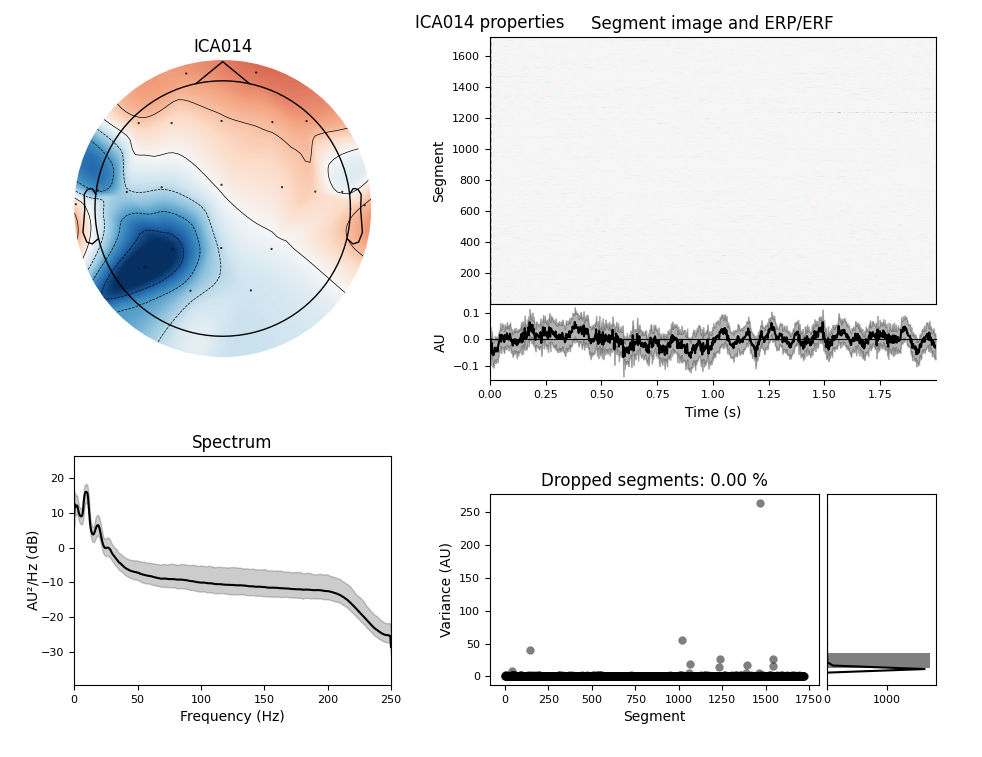 ICA014 properties
ICA014
Segment image and ERP/ERF
Segment
1600
1400
1200
1000
800
600
400
200
AU
0.1
0.0
−0.1
0.00 0.25 0.50 0.75 1.00 1.25 1.50 1.75
Time (s)
Spectrum
AU²/Hz (dB)
20
10
0
−10
−20
−30
0 50 100 150 200 250
Frequency (Hz)
Dropped segments: 0.00 %
Variance (AU)
250
200
150
100
50
0
0 250 500 750 1000 1250 1500 1750
Segment
0 1000